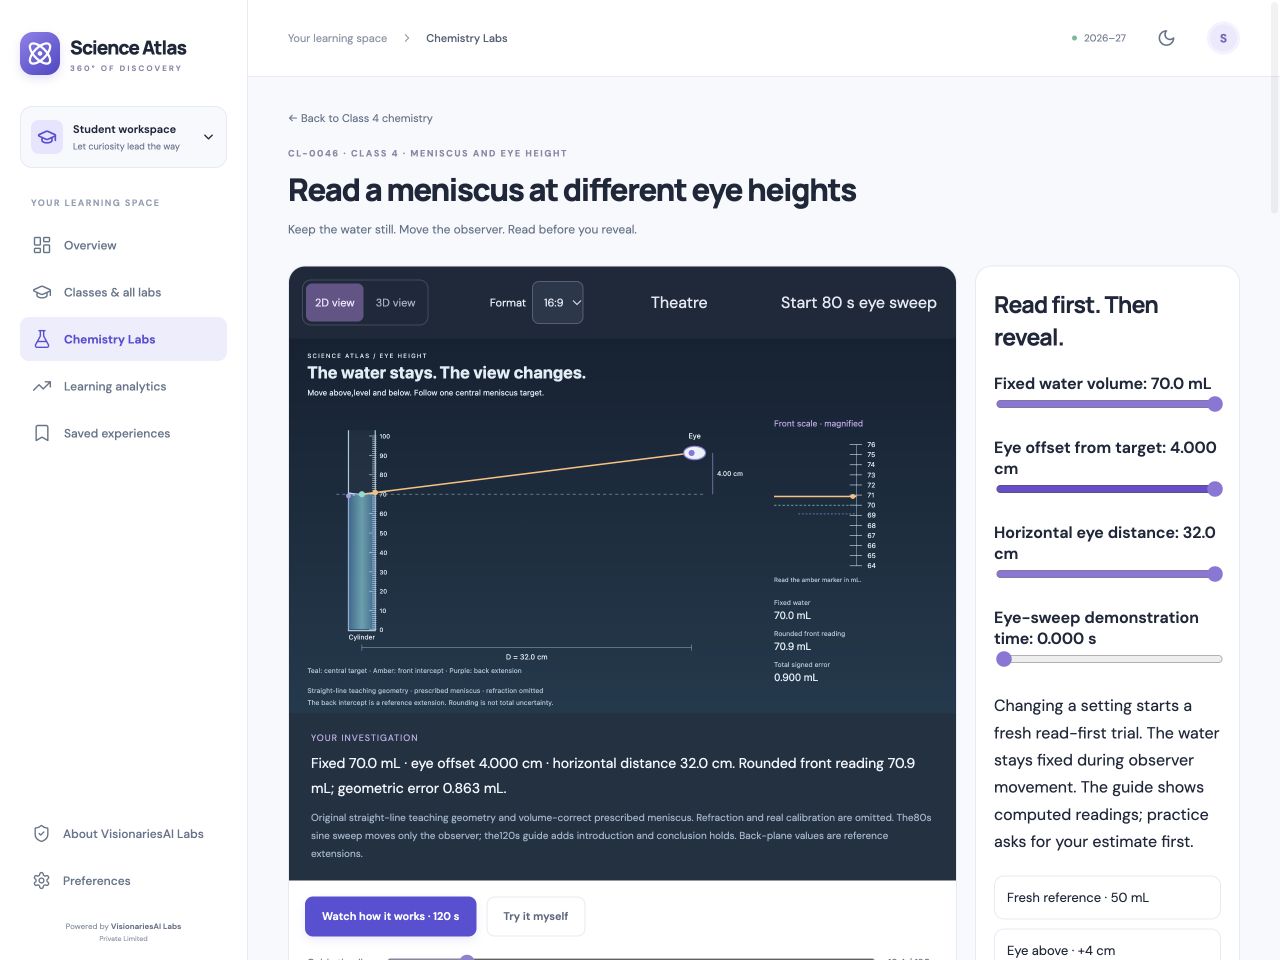 Science Atlas
360° OF DISCOVERY
Student workspace
Let curiosity lead the way
YOUR LEARNING SPACE
Overview
Classes & all labs
Chemistry Labs
Learning analytics
Saved experiences
About VisionariesAI Labs
Preferences
Powered by VisionariesAI Labs
Private Limited
Your learning space
Chemistry Labs
2026–27
S
← Back to Class 4 chemistry
CL-0046 · CLASS 4 · MENISCUS AND EYE HEIGHT
Read a meniscus at different eye heights
Keep the water still. Move the observer. Read before you reveal.
2D view
3D view
Format
16:9
Theatre
Start 80 s eye sweep
SCIENCE ATLAS / EYE HEIGHT
The water stays. The view changes.
Move above,level and below. Follow one central meniscus target.
100
90
80
70
60
50
40
30
20
10
0
Cylinder
Eye
4.00 cm
D = 32.0 cm
Front scale · magnified
76
75
74
73
72
71
70
69
68
67
66
65
64
Read the amber marker in mL.
Fixed water
70.0 mL
Rounded front reading
70.9 mL
Total signed error
0.900 mL
Teal: central target · Amber: front intercept · Purple: back extension
Straight-line teaching geometry · prescribed meniscus · refraction omitted
The back intercept is a reference extension. Rounding is not total uncertainty.
YOUR INVESTIGATION
Fixed 70.0 mL · eye offset 4.000 cm · horizontal distance 32.0 cm. Rounded front reading 70.9
mL; geometric error 0.863 mL.
Original straight-line teaching geometry and volume-correct prescribed meniscus. Refraction and real calibration are omitted. The80s
sine sweep moves only the observer; the120s guide adds introduction and conclusion holds. Back-plane values are reference
extensions.
Watch how it works · 120 s
Try it myself
Read first. Then
reveal.
Fixed water volume: 70.0 mL
Eye offset from target: 4.000
cm
Horizontal eye distance: 32.0
cm
Eye-sweep demonstration
time: 0.000 s
Changing a setting starts a
fresh read-first trial. The water
stays fixed during observer
movement. The guide shows
computed readings; practice
asks for your estimate first.
Fresh reference · 50 mL
Eye above · +4 cm